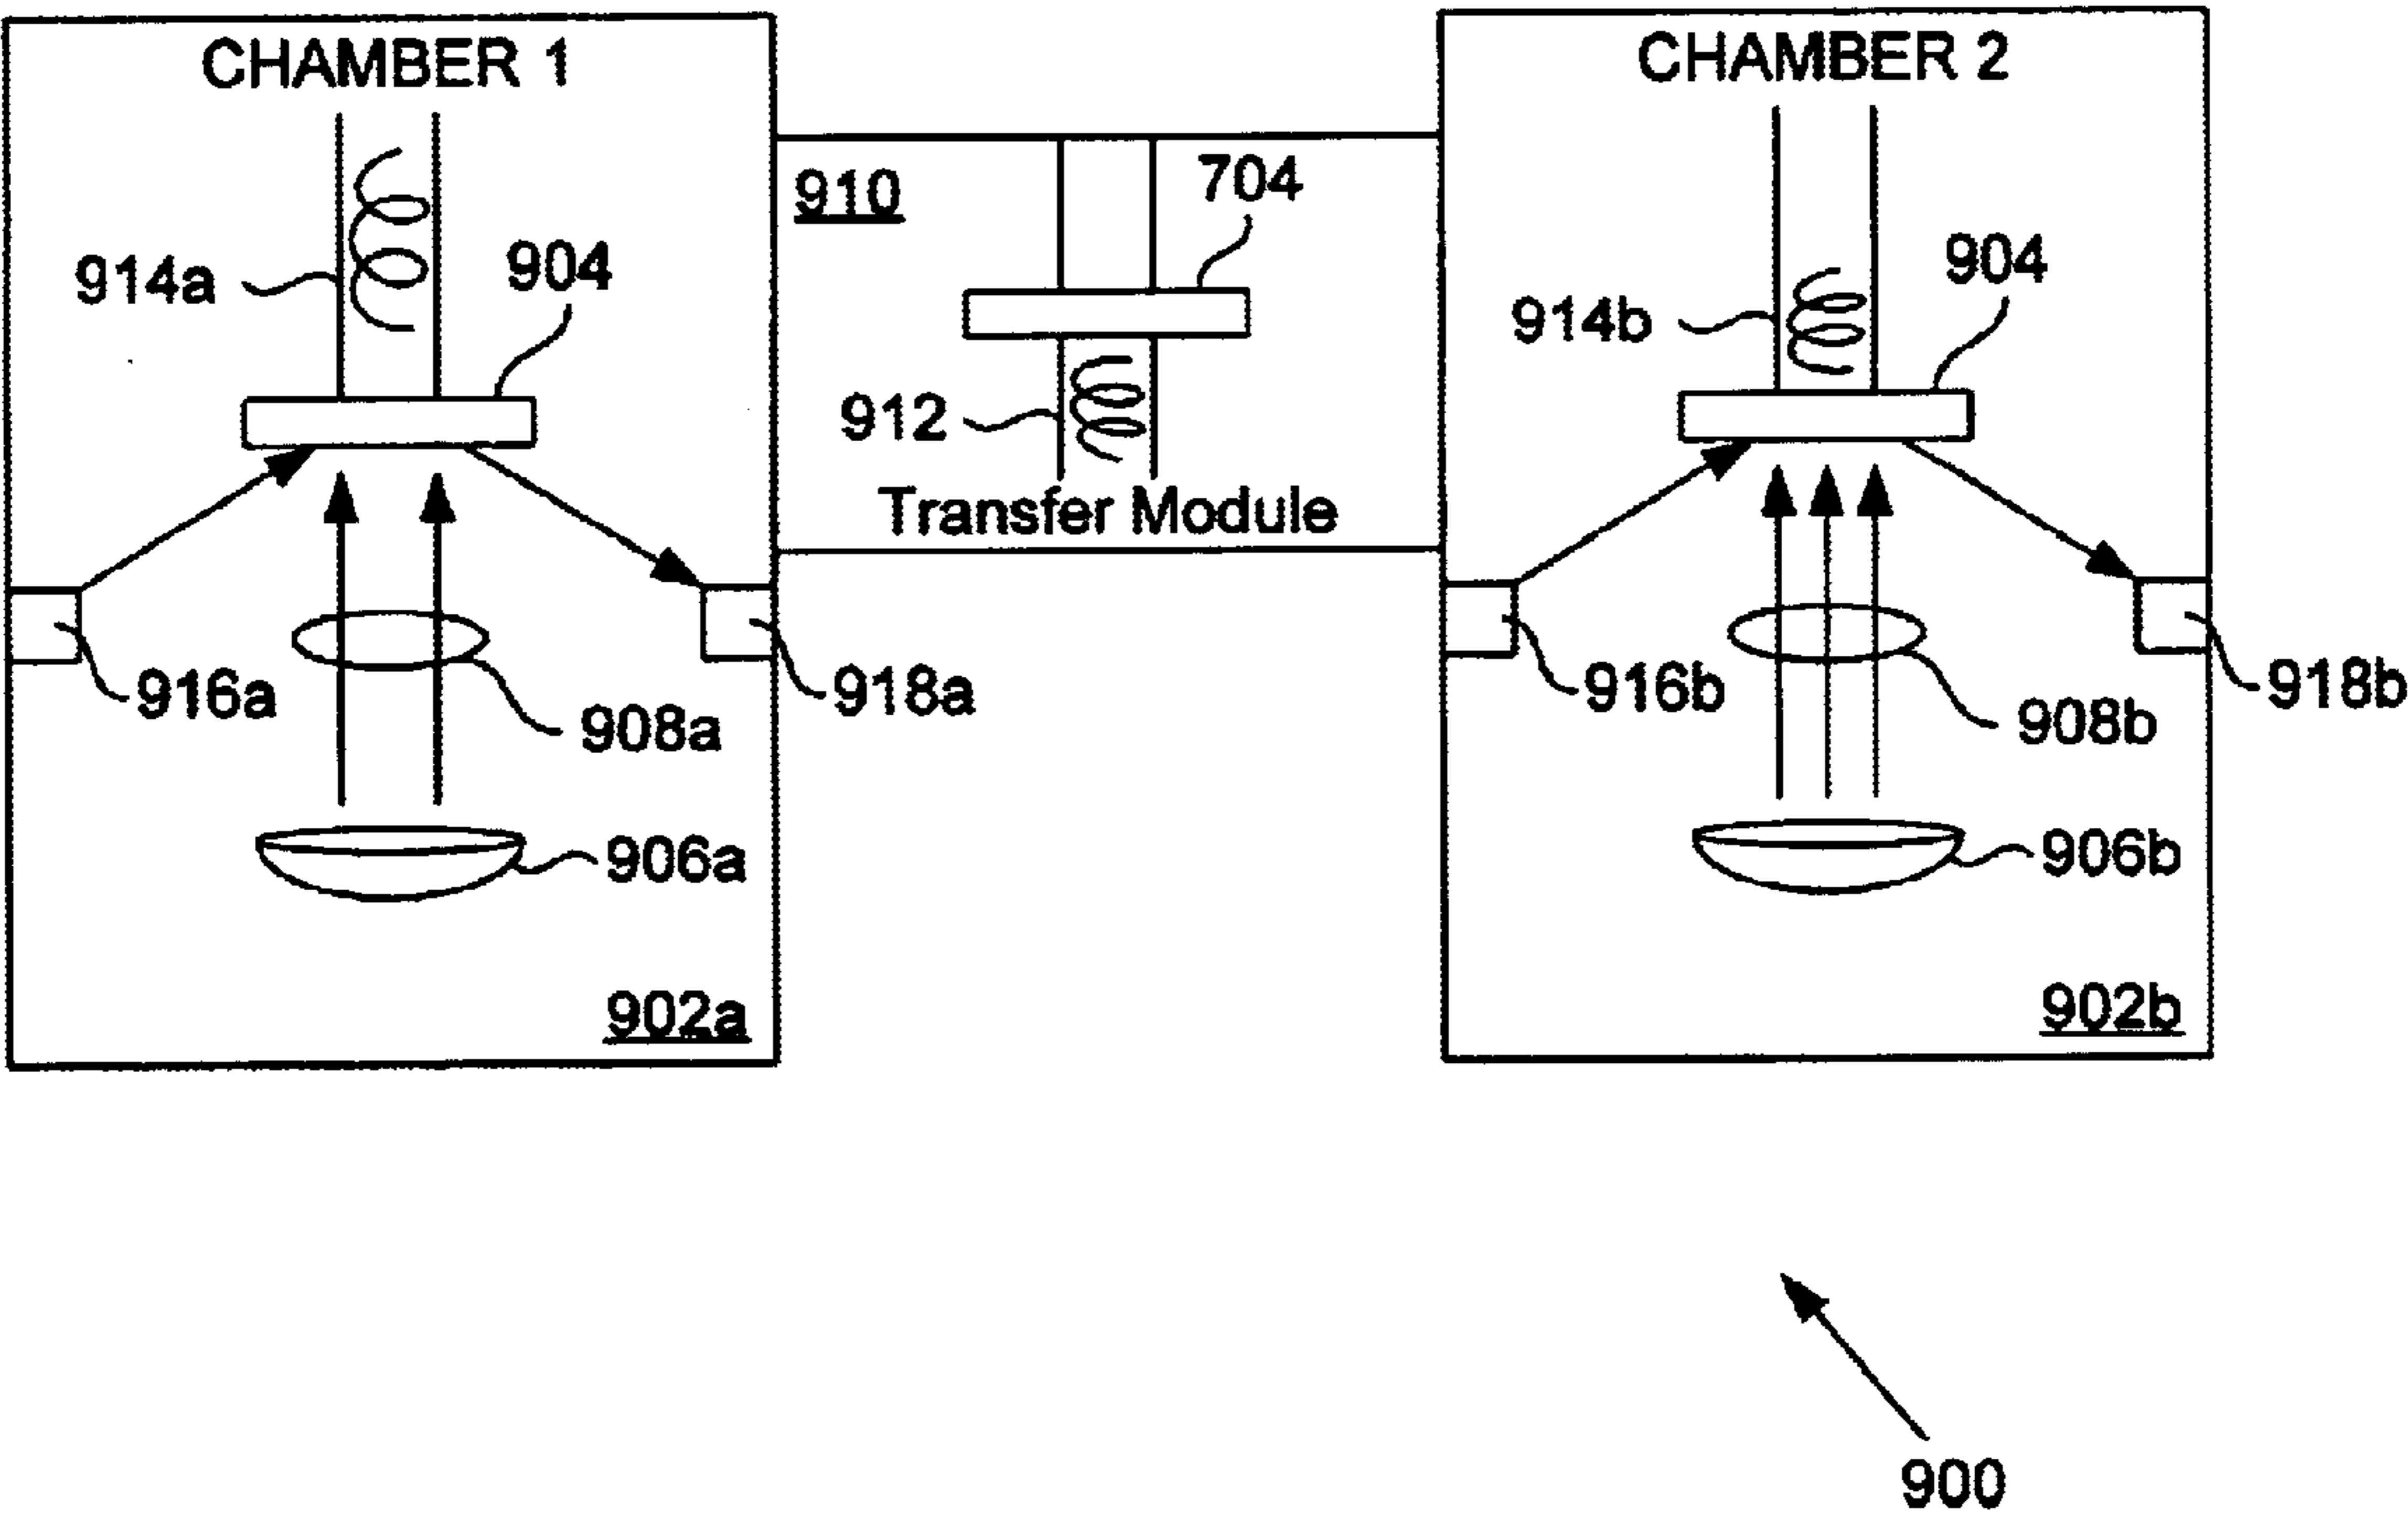 CHAMBER 1
CHAMBER 2
910
704
914a
904
914b
904
912
Transfer Module
916a
918a
916b
918b
908a
908b
906a
906b
902a
902b
900